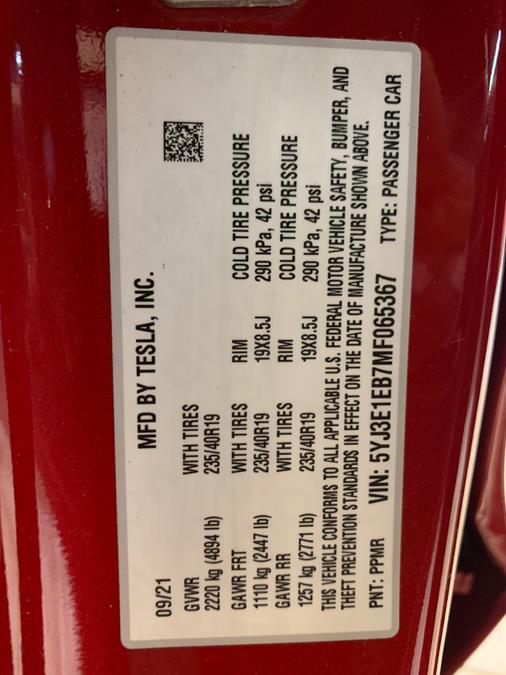 09/21 MFD BY TESLA, INC.
GVWR WITH TIRES
2220 kg (4894 lb) 235/40R19
GAWR FRT WITH TIRES RIM COLD TIRE PRESSURE
1110 kg (2447 lb) 235/40R19 19X8.5J 290 kPa, 42 psi
GAWR RR WITH TIRES RIM COLD TIRE PRESSURE
1257 kg (2771 lb) 235/40R19 19X8.5J 290 kPa, 42 psi
THIS VEHICLE CONFORMS TO ALL APPLICABLE U.S. FEDERAL MOTOR VEHICLE SAFETY, BUMPER, AND
THEFT PREVENTION STANDARDS IN EFFECT ON THE DATE OF MANUFACTURE SHOWN ABOVE.
PNT: PPMR VIN: 5YJ3E1EB7MF065367 TYPE: PASSENGER CAR